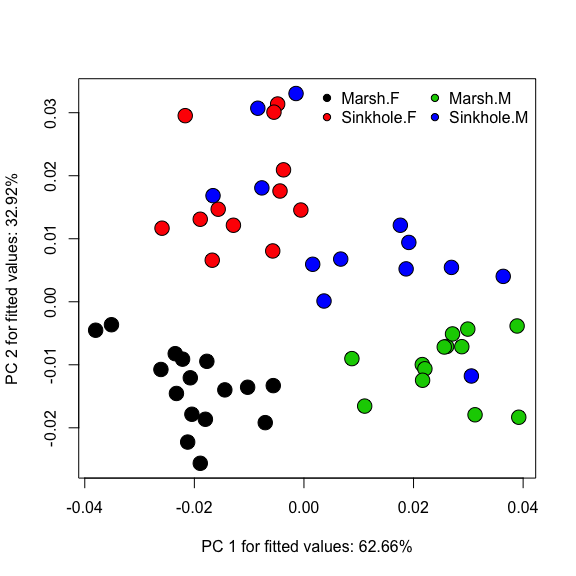 Marsh.F
Marsh.M
Sinkhole.F
Sinkhole.M
0.03
0.02
0.01
0.00
-0.01
-0.02
PC 2 for fitted values: 32.92%
-0.04
-0.02
0.00
0.02
0.04
PC 1 for fitted values: 62.66%